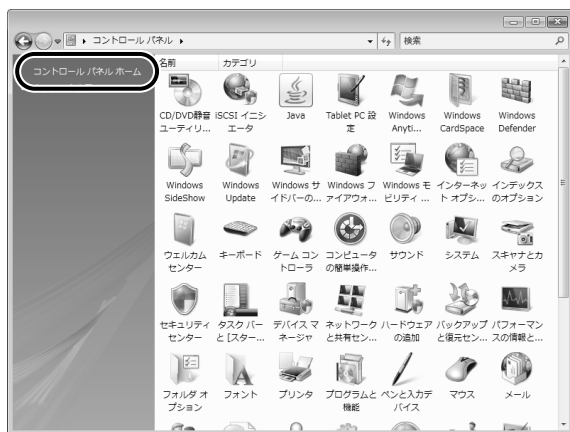 コントロール パネル
検索
コントロール パネル ホーム
名前 カテゴリ
CD/DVD静音ユーティリ...
iSCSI イニシエータ
Java
Tablet PC 設定
Windows Anyti...
Windows CardSpace
Windows Defender
Windows SideShow
Windows Update
Windows サイドバーの...
Windows ファイアウォ...
Windows モビリティ ...
インターネット オプシ...
インデックスのオプション
ウェルカム センター
キーボード
ゲーム コントローラ
コンピュータの簡単操作...
サウンド
システム
スキャナとカメラ
セキュリティ センター
タスク バーと [スター...
デバイス マネージャ
ネットワークと共有セン...
ハードウェアの追加
バックアップと復元セン...
パフォーマンスの情報と...
フォルダ オプション
フォント
プリンタ
プログラムと機能
ペンと入力デバイス
マウス
メール